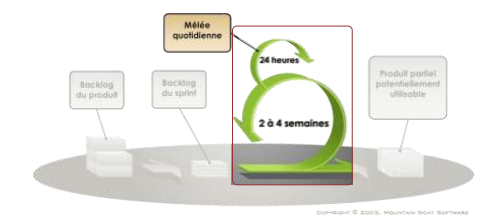 Mêlée
quotidienne
24 heures
Backlog
du produit
Backlog
du sprint
Produit partiel
potentiellement
utilisable
2 à 4 semaines
COPYRIGHT © 2005, MOUNTAIN GOAT SOFTWARE